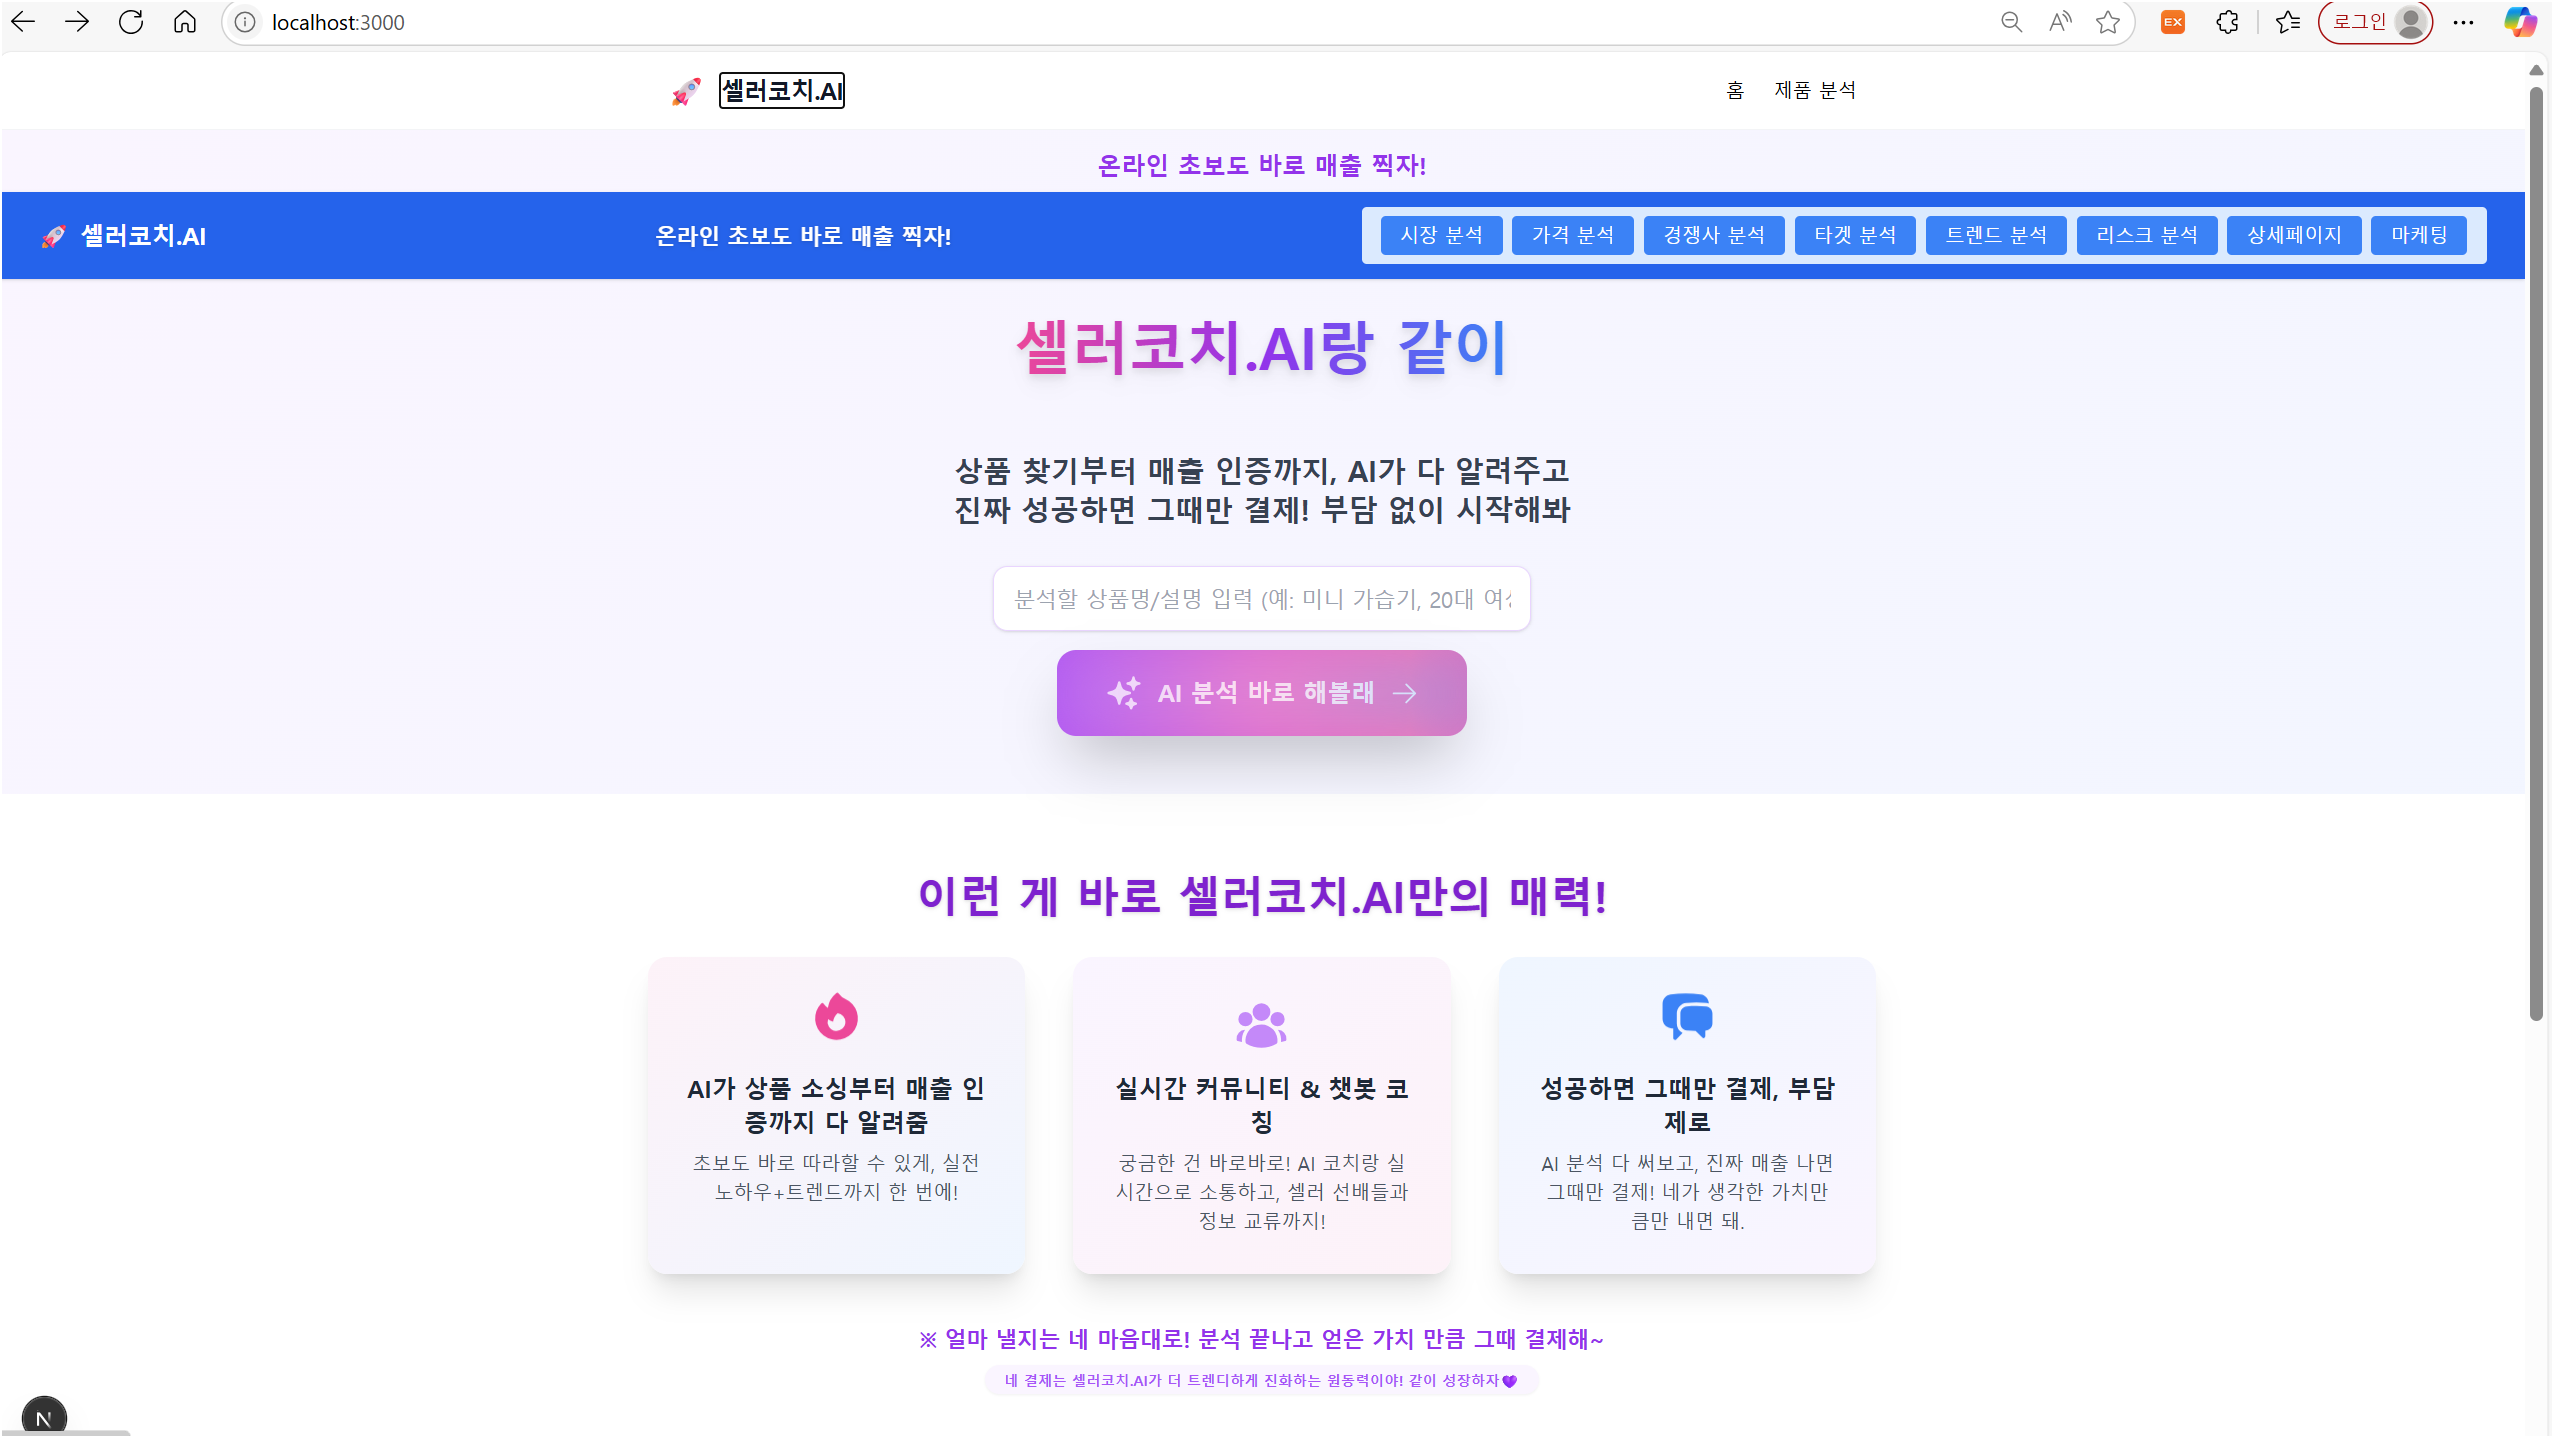 localhost:3000
로그인
셀러코치.AI
홈 제품 분석
온라인 초보도 바로 매출 찍자!
셀러코치.AI
온라인 초보도 바로 매출 찍자!
시장 분석 가격 분석 경쟁사 분석 타겟 분석 트렌드 분석 리스크 분석 상세페이지 마케팅
셀러코치.AI랑 같이
상품 찾기부터 매출 인증까지, AI가 다 알려주고
진짜 성공하면 그때만 결제! 부담 없이 시작해봐
분석할 상품명/설명 입력 (예: 미니 가습기, 20대 여
AI 분석 바로 해볼래
이런 게 바로 셀러코치.AI만의 매력!
AI가 상품 소싱부터 매출 인
증까지 다 알려줌
초보도 바로 따라할 수 있게, 실전
노하우+트렌드까지 한 번에!
실시간 커뮤니티 & 챗봇 코
칭
궁금한 건 바로바로! AI 코치랑 실
시간으로 소통하고, 셀러 선배들과
정보 교류까지!
성공하면 그때만 결제, 부담
제로
AI 분석 다 써보고, 진짜 매출 나면
그때만 결제! 네가 생각한 가치만
큼만 내면 돼.
※ 얼마 낼지는 네 마음대로! 분석 끝나고 얻은 가치 만큼 그때 결제해~
네 결제는 셀러코치.AI가 더 트렌디하게 진화하는 원동력이야! 같이 성장하자💜
N